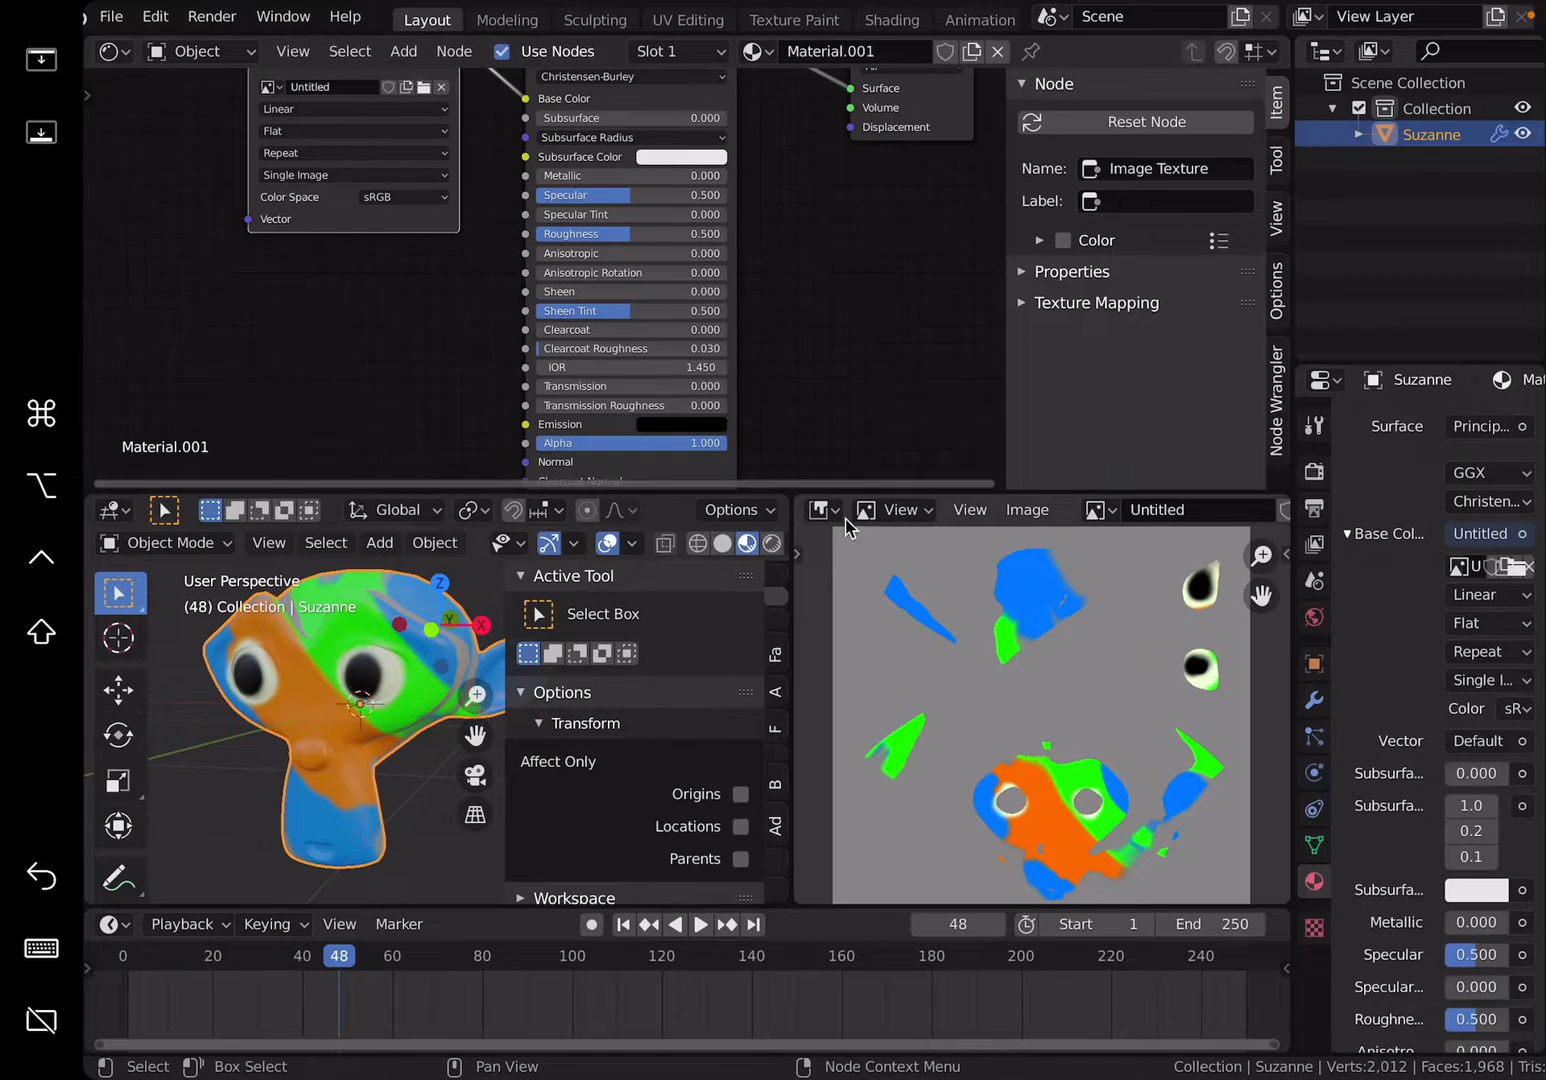 File Edit Render Window Help Layout Modeling Sculpting UV Editing Texture Paint Shading Animation Scene View Layer
Object View Select Add Node Use Nodes Slot 1 Material.001
Untitled
Linear
Flat
Repeat
Single Image
Color Space sRGB
Vector
Christensen-Burley
Base Color
Subsurface 0.000
Subsurface Radius
Subsurface Color
Metallic 0.000
Specular 0.500
Specular Tint 0.000
Roughness 0.500
Anisotropic 0.000
Anisotropic Rotation 0.000
Sheen 0.000
Sheen Tint 0.500
Clearcoat 0.000
Clearcoat Roughness 0.030
IOR 1.450
Transmission 0.000
Transmission Roughness 0.000
Emission
Alpha 1.000
Normal
Clearcoat Normal
Surface
Volume
Displacement
Material.001
Node
Reset Node
Name: Image Texture
Label:
Color
Properties
Texture Mapping
Item
Tool
View
Options
Node Wrangler
Scene Collection
Collection
Suzanne
Suzanne Mat
Surface Princip...
GGX
Christen...
Base Col... Untitled
U
Linear
Flat
Repeat
Single I...
Color sR
Vector Default
Subsurfa... 0.000
Subsurfa... 1.0
0.2
0.1
Subsurfa...
Metallic 0.000
Specular 0.500
Specular... 0.000
Roughne... 0.500
Anisotro... 0.000
Global Options
Object Mode View Select Add Object
User Perspective
(48) Collection | Suzanne
Z
Y
X
Active Tool
Select Box
Options
Transform
Affect Only
Origins
Locations
Parents
Workspace
Fa
A
F
B
Ad
View View Image Untitled
Playback Keying View Marker 48 Start 1 End 250
0 20 40 48 60 80 100 120 140 160 180 200 220 240
Select Box Select Pan View Node Context Menu Collection | Suzanne | Verts:2,012 | Faces:1,968 | Tris: